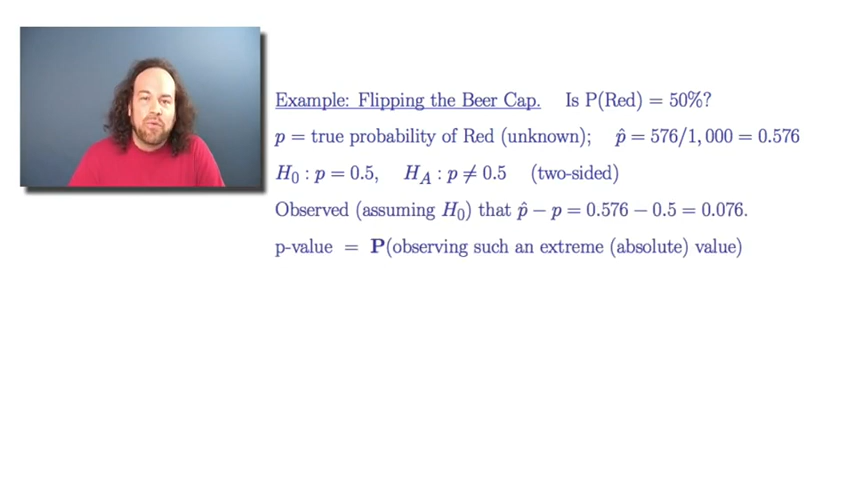 Example: Flipping the Beer Cap. Is P(Red) = 50%?
p = true probability of Red (unknown); p̂ = 576/1,000 = 0.576
H₀ : p = 0.5, H_A : p ≠ 0.5 (two-sided)
Observed (assuming H₀) that p̂ − p = 0.576 − 0.5 = 0.076.
p-value = P(observing such an extreme (absolute) value)